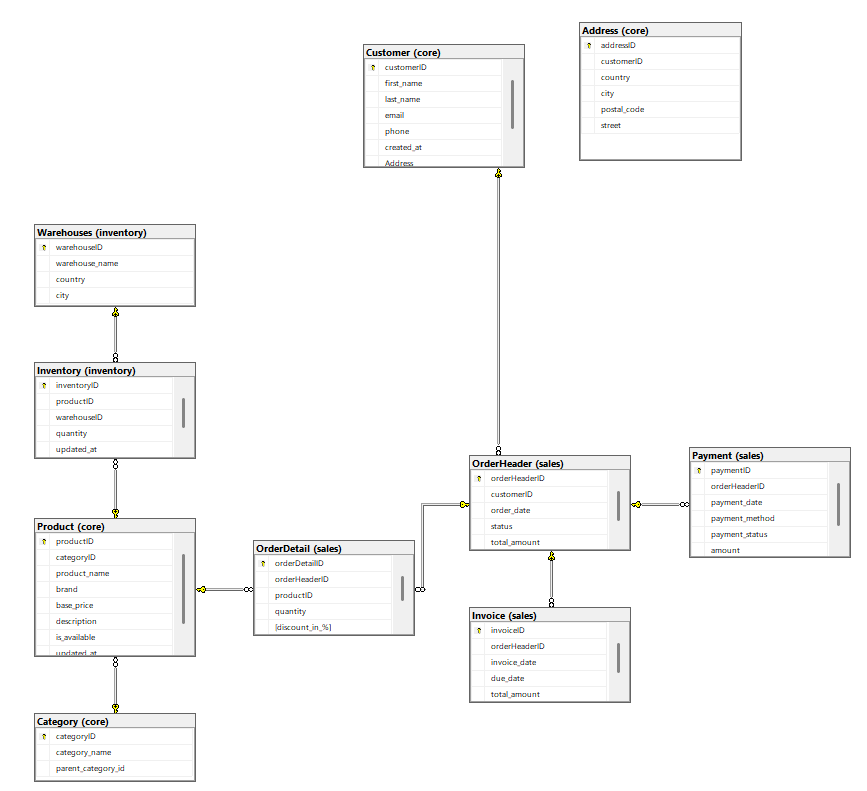 Customer (core)
customerID
first_name
last_name
email
phone
created_at
Address
Address (core)
addressID
customerID
country
city
postal_code
street
Warehouses (inventory)
warehouseID
warehouse_name
country
city
Inventory (inventory)
inventoryID
productID
warehouseID
quantity
updated_at
Product (core)
productID
categoryID
product_name
brand
base_price
description
is_available
updated_at
Category (core)
categoryID
category_name
parent_category_id
OrderDetail (sales)
orderDetailID
orderHeaderID
productID
quantity
[discount_in_%]
OrderHeader (sales)
orderHeaderID
customerID
order_date
status
total_amount
Payment (sales)
paymentID
orderHeaderID
payment_date
payment_method
payment_status
amount
Invoice (sales)
invoiceID
orderHeaderID
invoice_date
due_date
total_amount